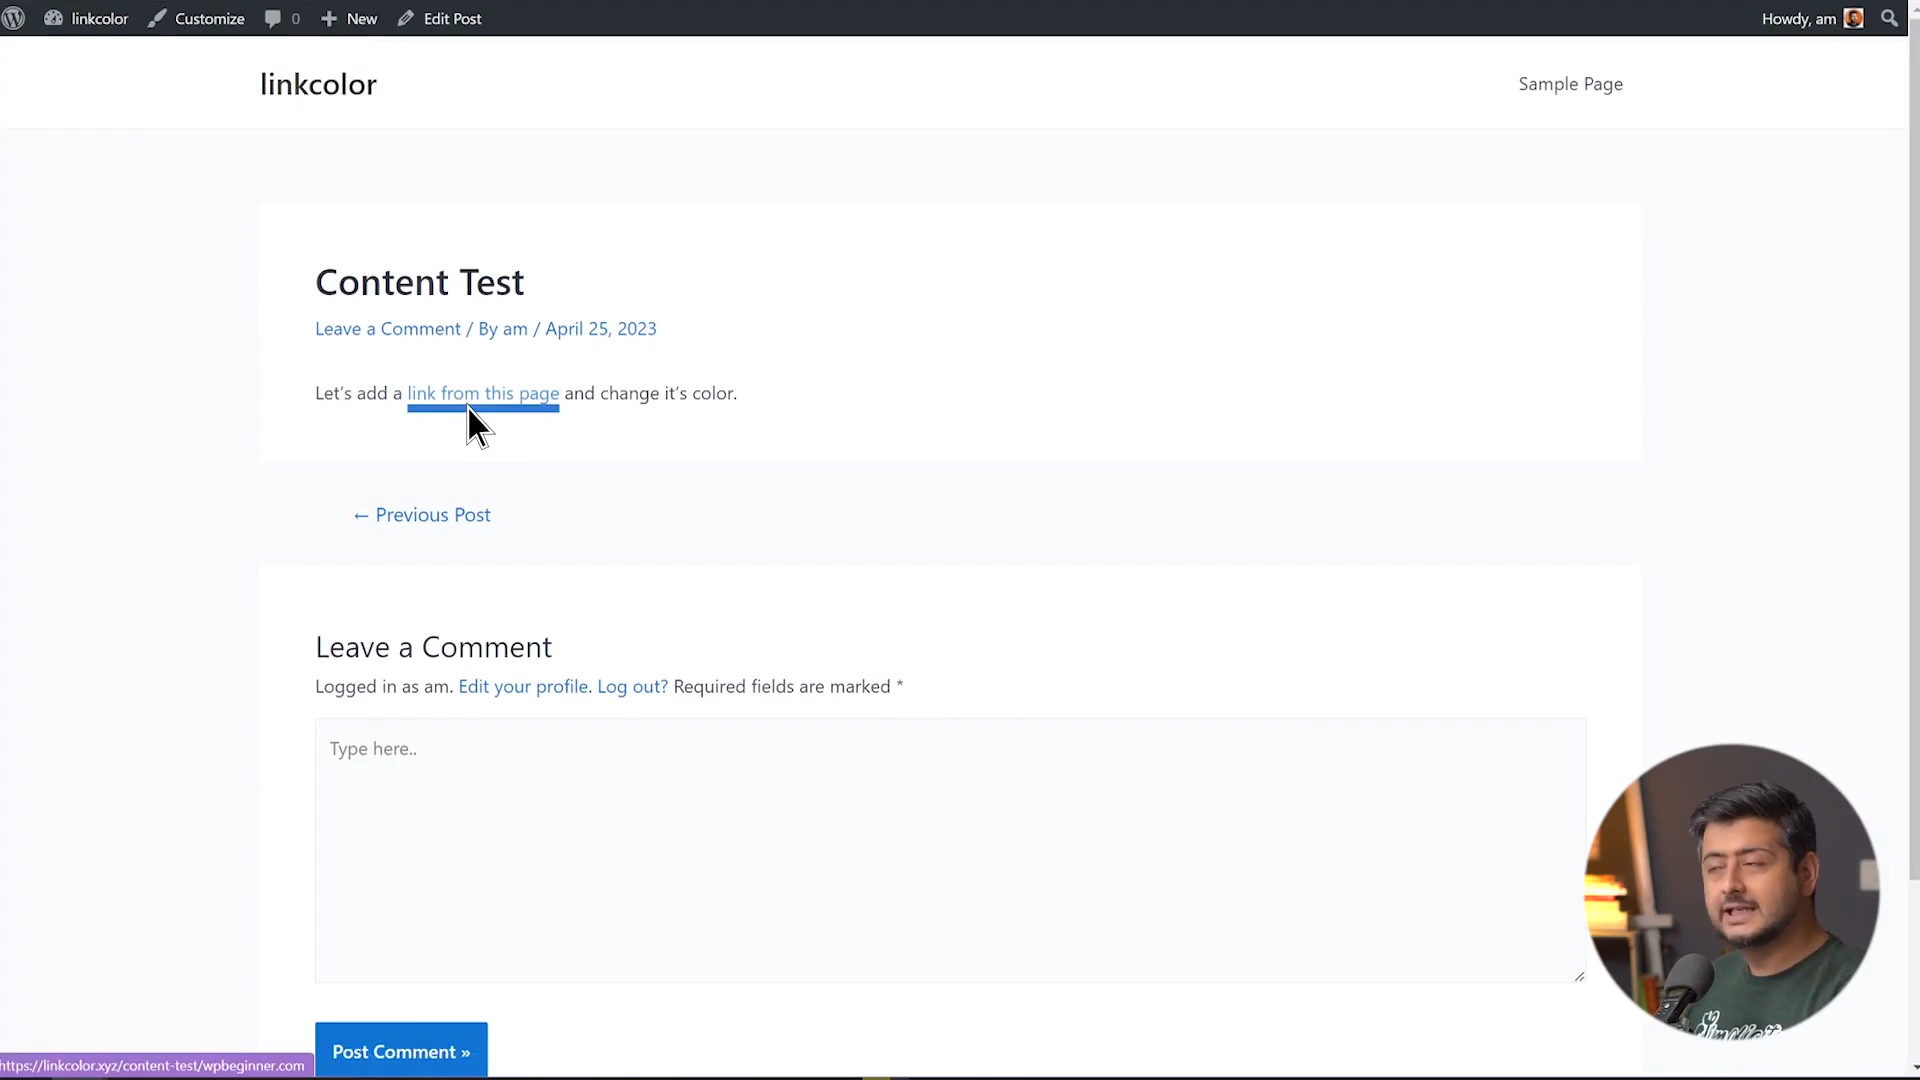 linkcolor Customize 0 New Edit Post Howdy, am
linkcolor Sample Page
Content Test
Leave a Comment / By am / April 25, 2023
Let’s add a link from this page and change it’s color.
← Previous Post
Leave a Comment
Logged in as am. Edit your profile. Log out? Required fields are marked *
Type here..
Post Comment »
https://linkcolor.xyz/content-test/wpbeginner.com